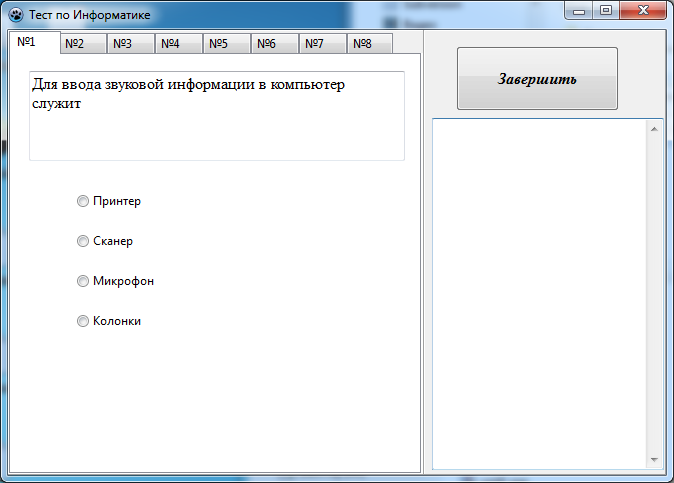 Тест по Информатике
№1 №2 №3 №4 №5 №6 №7 №8
Для ввода звуковой информации в компьютер
служит
Принтер
Сканер
Микрофон
Колонки
Завершить